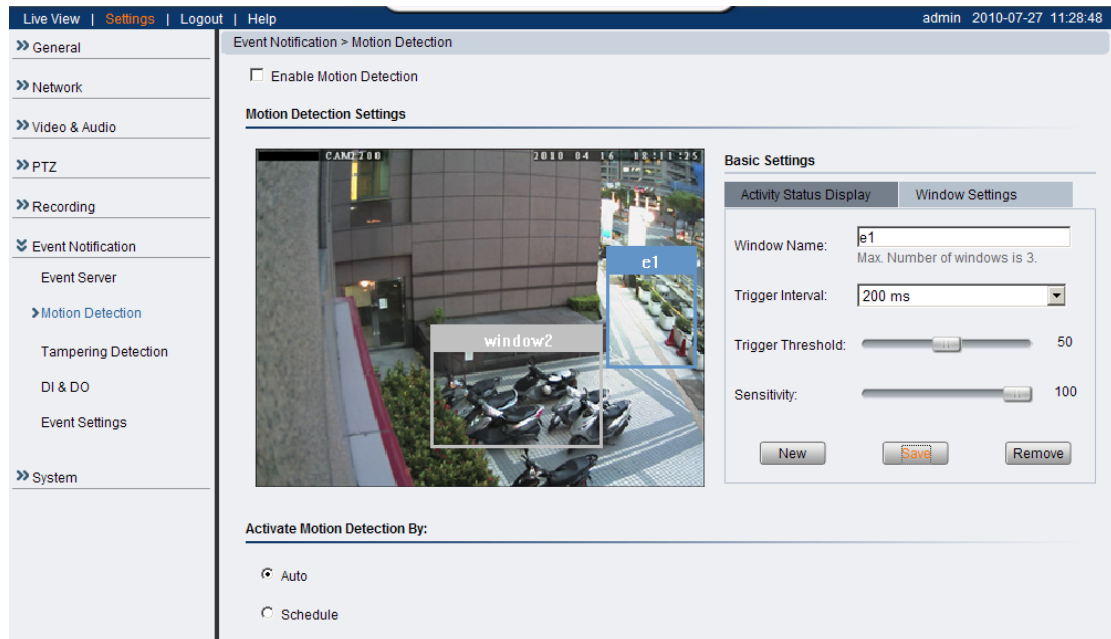 Live View | Settings | Logout | Help
admin 2010-07-27 11:28:48
General
Network
Video & Audio
PTZ
Recording
Event Notification
Event Server
Motion Detection
Tampering Detection
DI & DO
Event Settings
System
Event Notification > Motion Detection
Enable Motion Detection
Motion Detection Settings
CAM2700 2010 04 16 18:11:25
e1
window2
Basic Settings
Activity Status Display
Window Settings
Window Name: e1
Max. Number of windows is 3.
Trigger Interval: 200 ms
Trigger Threshold: 50
Sensitivity: 100
New Save Remove
Activate Motion Detection By:
Auto
Schedule